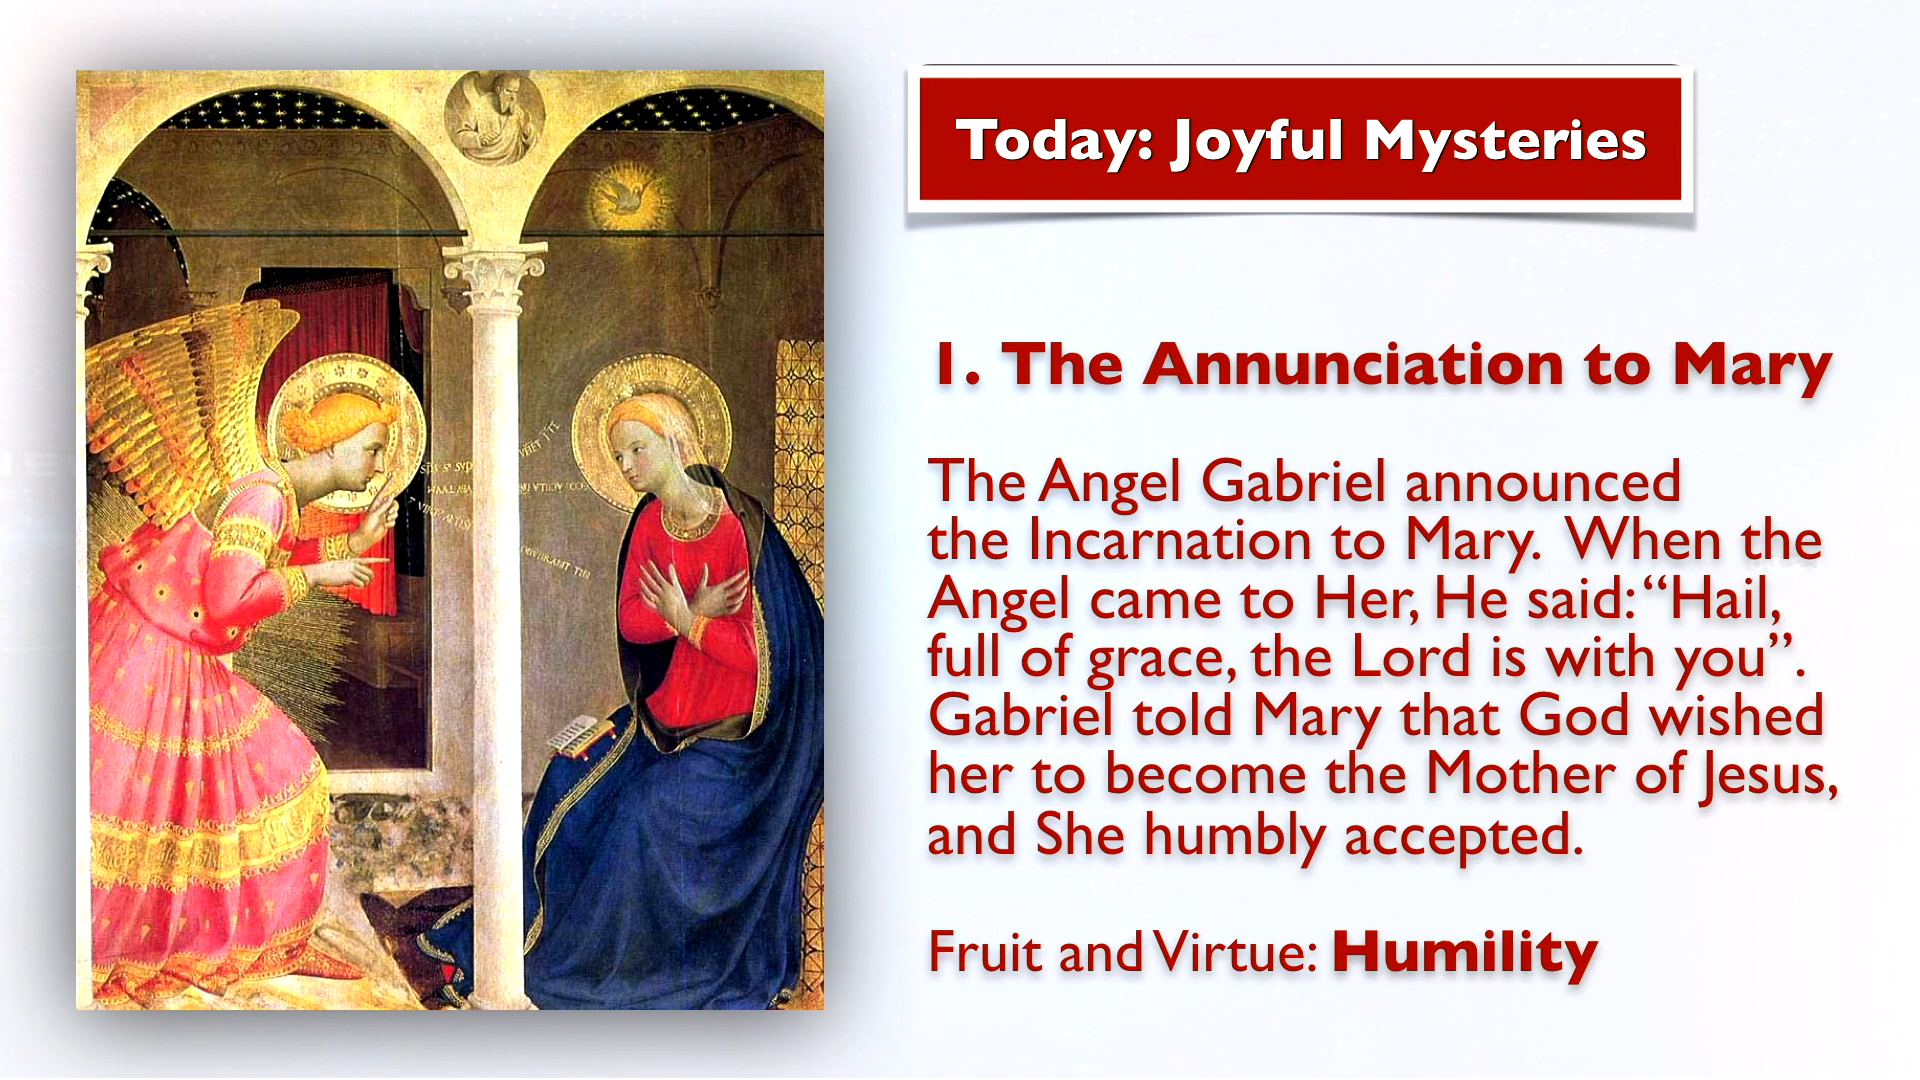 Today: Joyful Mysteries
1. The Annunciation to Mary
The Angel Gabriel announced
the Incarnation to Mary. When the
Angel came to Her, He said: “Hail,
full of grace, the Lord is with you”.
Gabriel told Mary that God wished
her to become the Mother of Jesus,
and She humbly accepted.
Fruit and Virtue: Humility